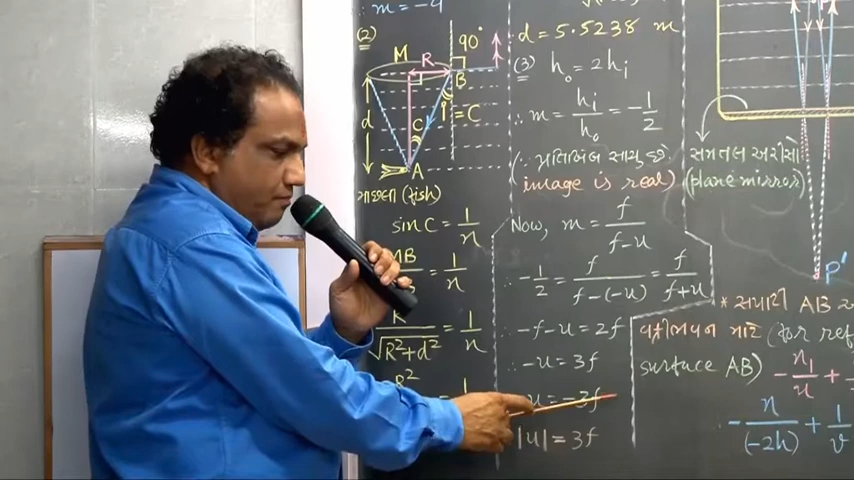 ∴ m = -4
(2)
M
90°
R
B
d
C
i = C
A
માછલી (fish)
sin C = 1/n
MB
= 1/n
R/√(R²+d²) = 1/n
R²
d = 5.5238 m
(3) h₀ = 2hᵢ
∴ m = hᵢ/h₀ = -1/2
(∵ પ્રતિબિંબ સાચું છે.
image is real)
Now, m = f/(f-u)
∴ -1/2 = f/(f-(-u)) = f/(f+u)
∴ -f-u = 2f
∴ -u = 3f
u = -3f
|u| = 3f
સમતલ અરીસો
(plane mirror)
P'
* સપાટી AB
વક્રીભવન માટે (for
surface AB)
-n₁/u +
-n/(-2h) + 1/v